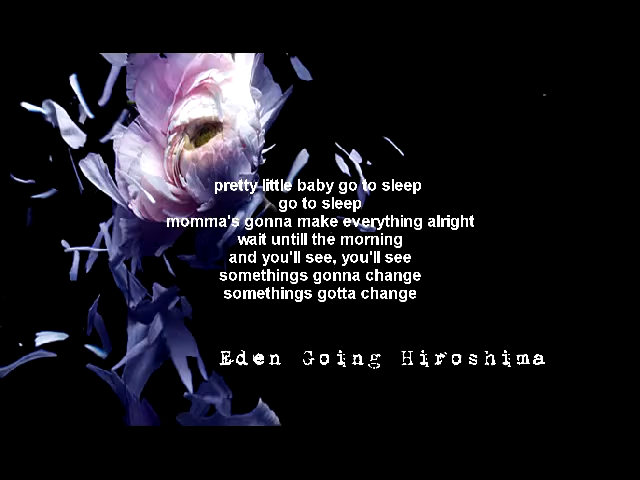 pretty little baby go to sleep
go to sleep
momma's gonna make everything alright
wait untill the morning
and you'll see, you'll see
somethings gonna change
somethings gotta change
Eden Going Hiroshima